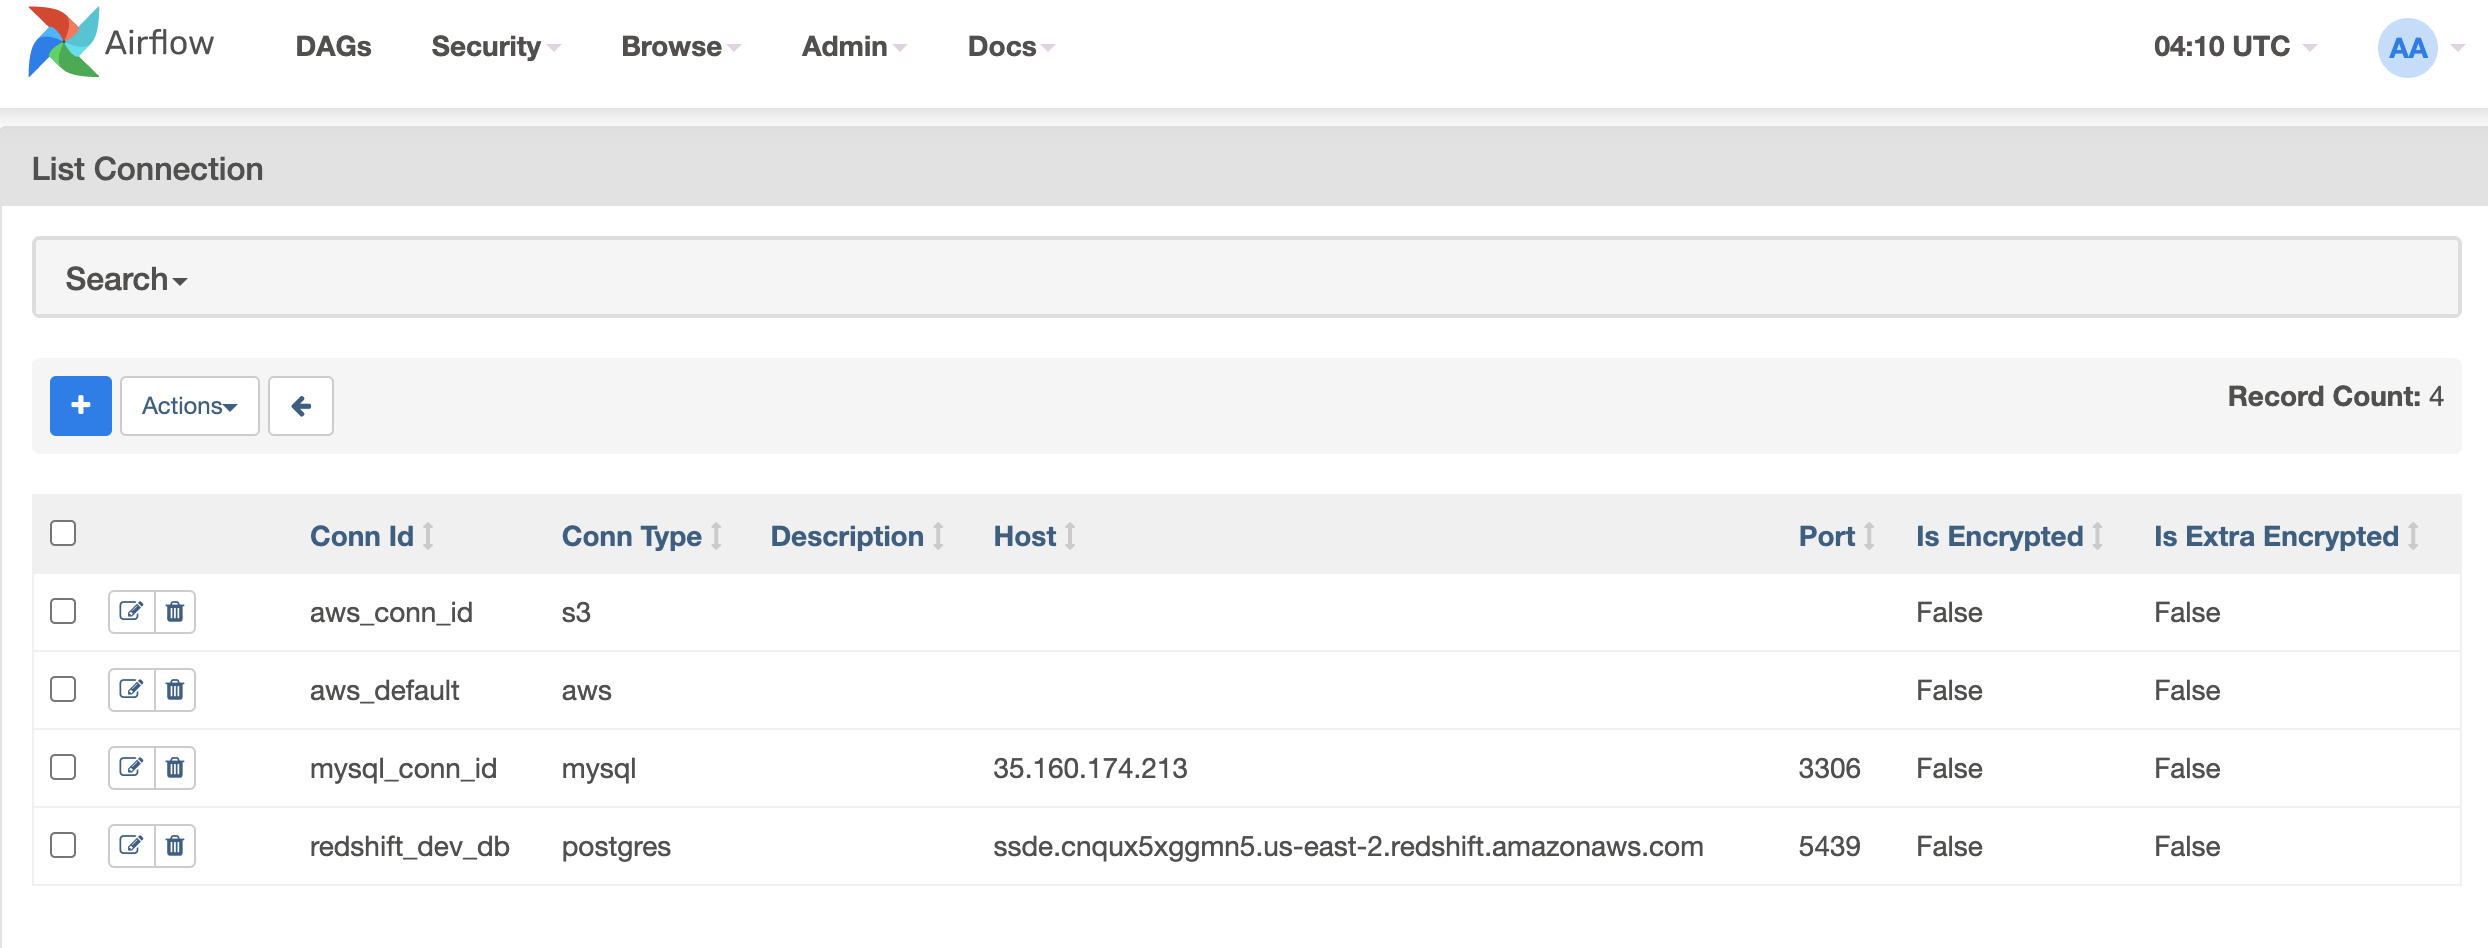 Airflow DAGs Security Browse Admin Docs 04:10 UTC AA
List Connection
Search
+ Actions Record Count: 4
Conn Id Conn Type Description Host Port Is Encrypted Is Extra Encrypted
aws_conn_id s3 False False
aws_default aws False False
mysql_conn_id mysql 35.160.174.213 3306 False False
redshift_dev_db postgres ssde.cnqux5xggmn5.us-east-2.redshift.amazonaws.com 5439 False False